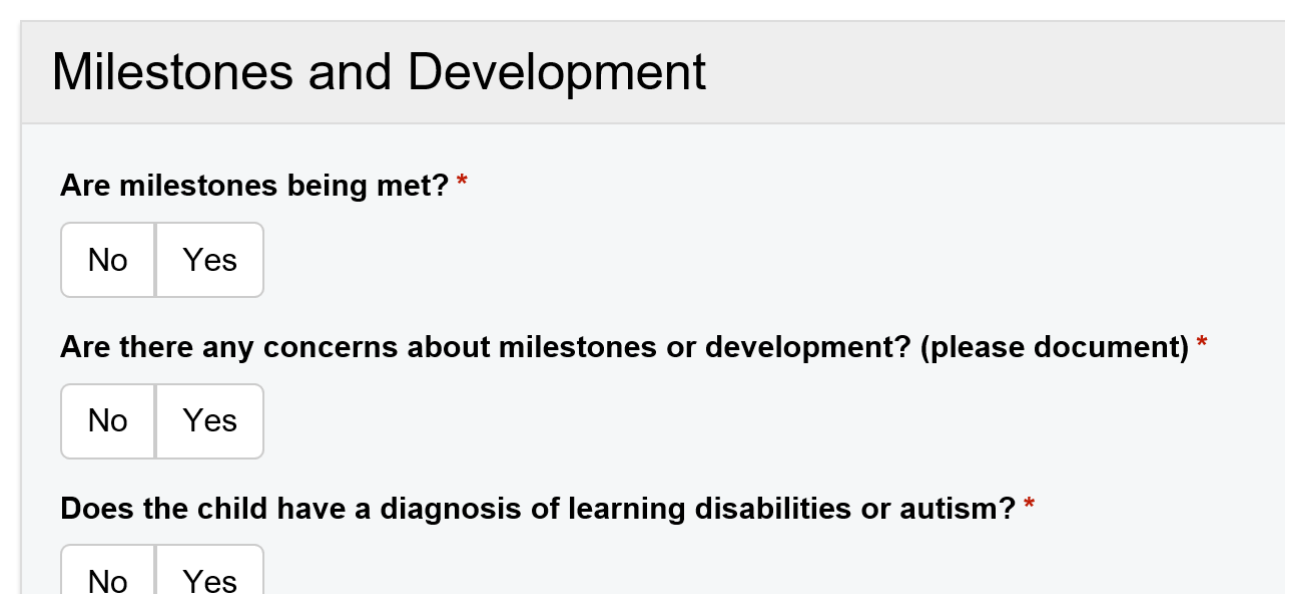 Milestones and Development
Are milestones being met? *
No Yes
Are there any concerns about milestones or development? (please document) *
No Yes
Does the child have a diagnosis of learning disabilities or autism? *
No Yes